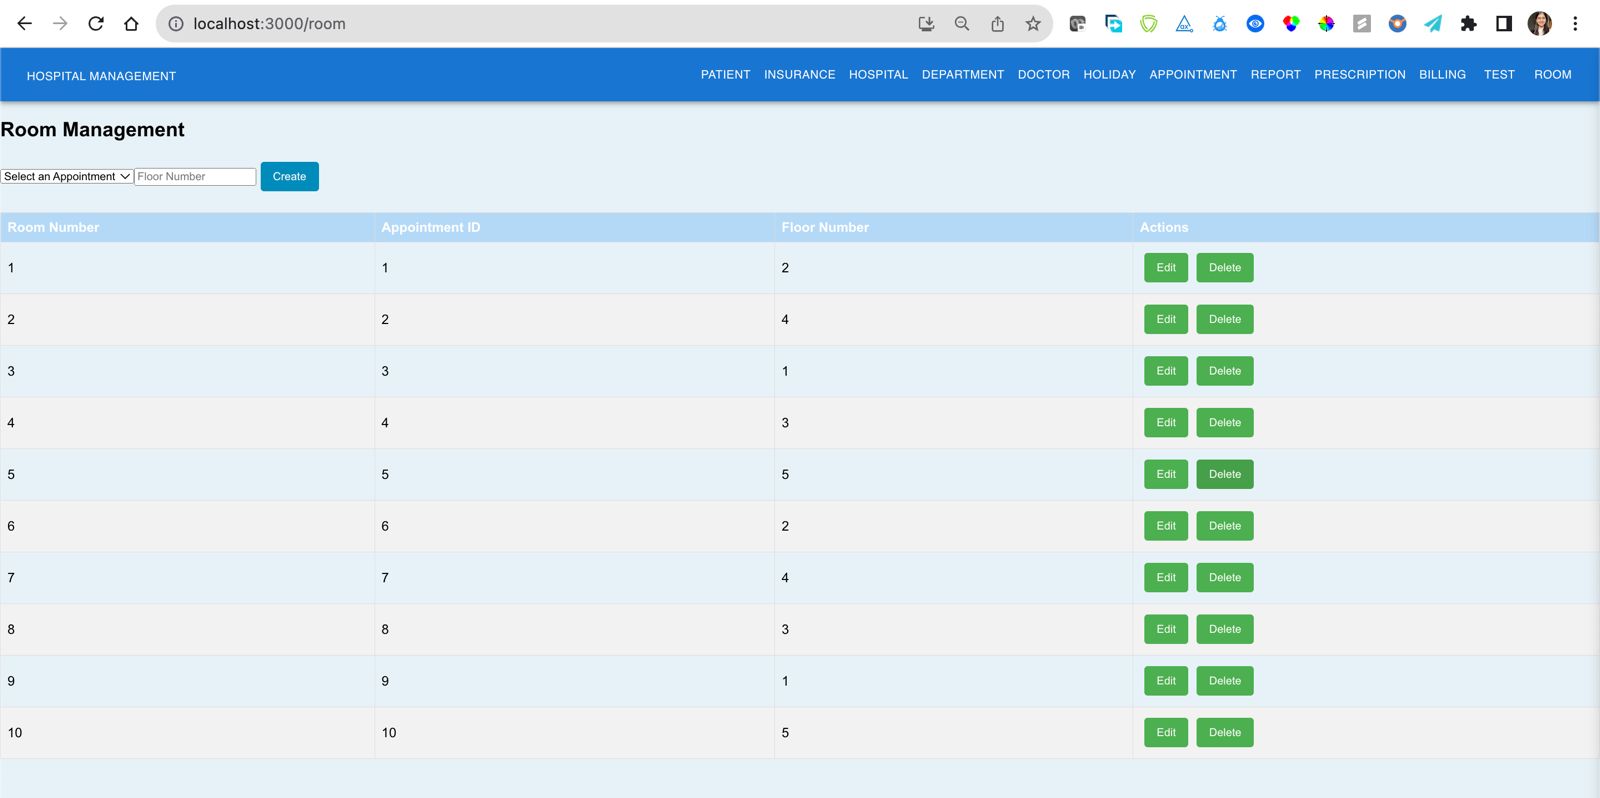 localhost:3000/room
HOSPITAL MANAGEMENT PATIENT INSURANCE HOSPITAL DEPARTMENT DOCTOR HOLIDAY APPOINTMENT REPORT PRESCRIPTION BILLING TEST ROOM
Room Management
Select an Appointment Floor Number Create
Room Number Appointment ID Floor Number Actions
1 1 2 Edit Delete
2 2 4 Edit Delete
3 3 1 Edit Delete
4 4 3 Edit Delete
5 5 5 Edit Delete
6 6 2 Edit Delete
7 7 4 Edit Delete
8 8 3 Edit Delete
9 9 1 Edit Delete
10 10 5 Edit Delete